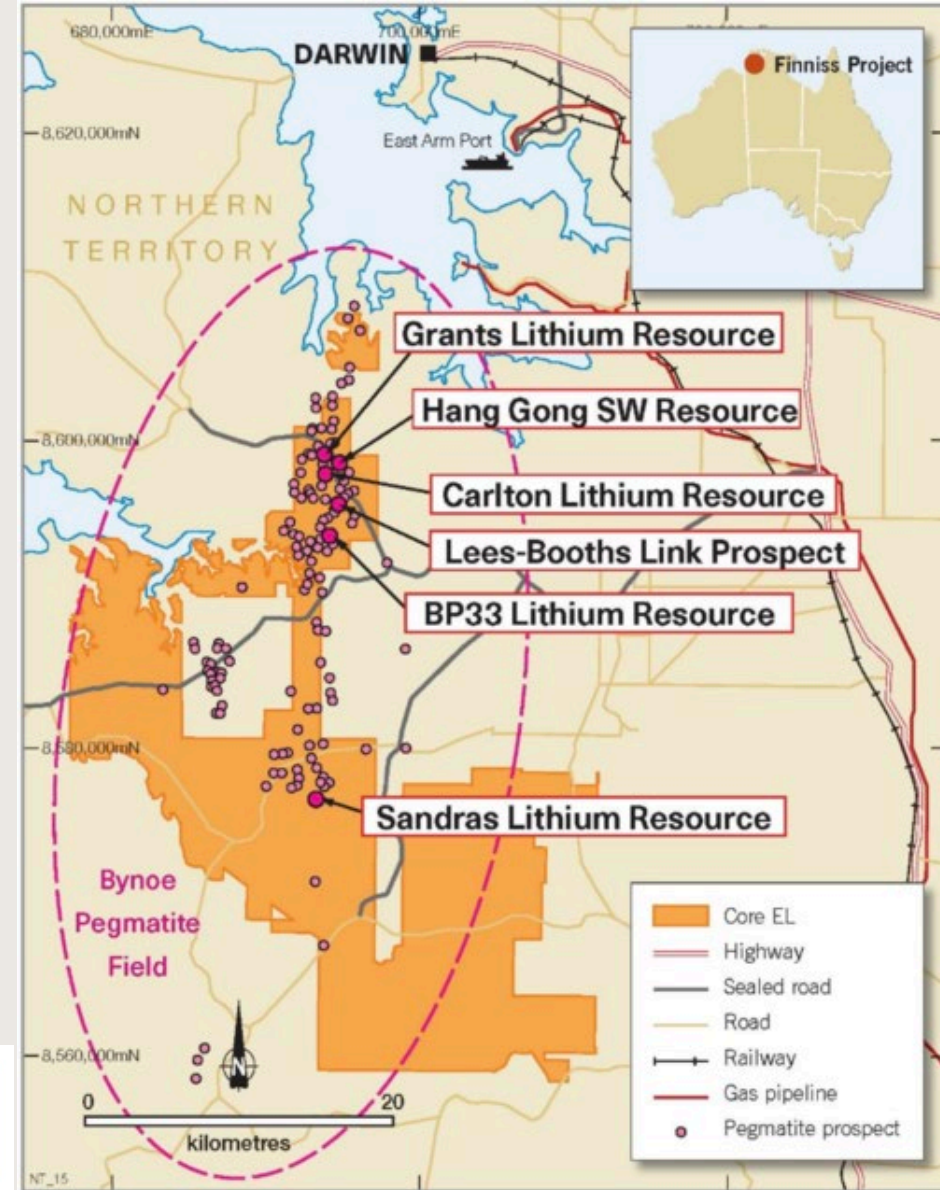 680,000mE
700,000mE
DARWIN
Finniss Project
8,620,000mN
East Arm Port
NORTHERN
TERRITORY
Grants Lithium Resource
Hang Gong SW Resource
8,600,000mN
Carlton Lithium Resource
Lees-Booths Link Prospect
BP33 Lithium Resource
8,580,000mN
Sandras Lithium Resource
Bynoe
Pegmatite
Field
Core EL
Highway
Sealed road
Road
Railway
Gas pipeline
Pegmatite prospect
8,560,000mN
N
0 20
kilometres
NT_15